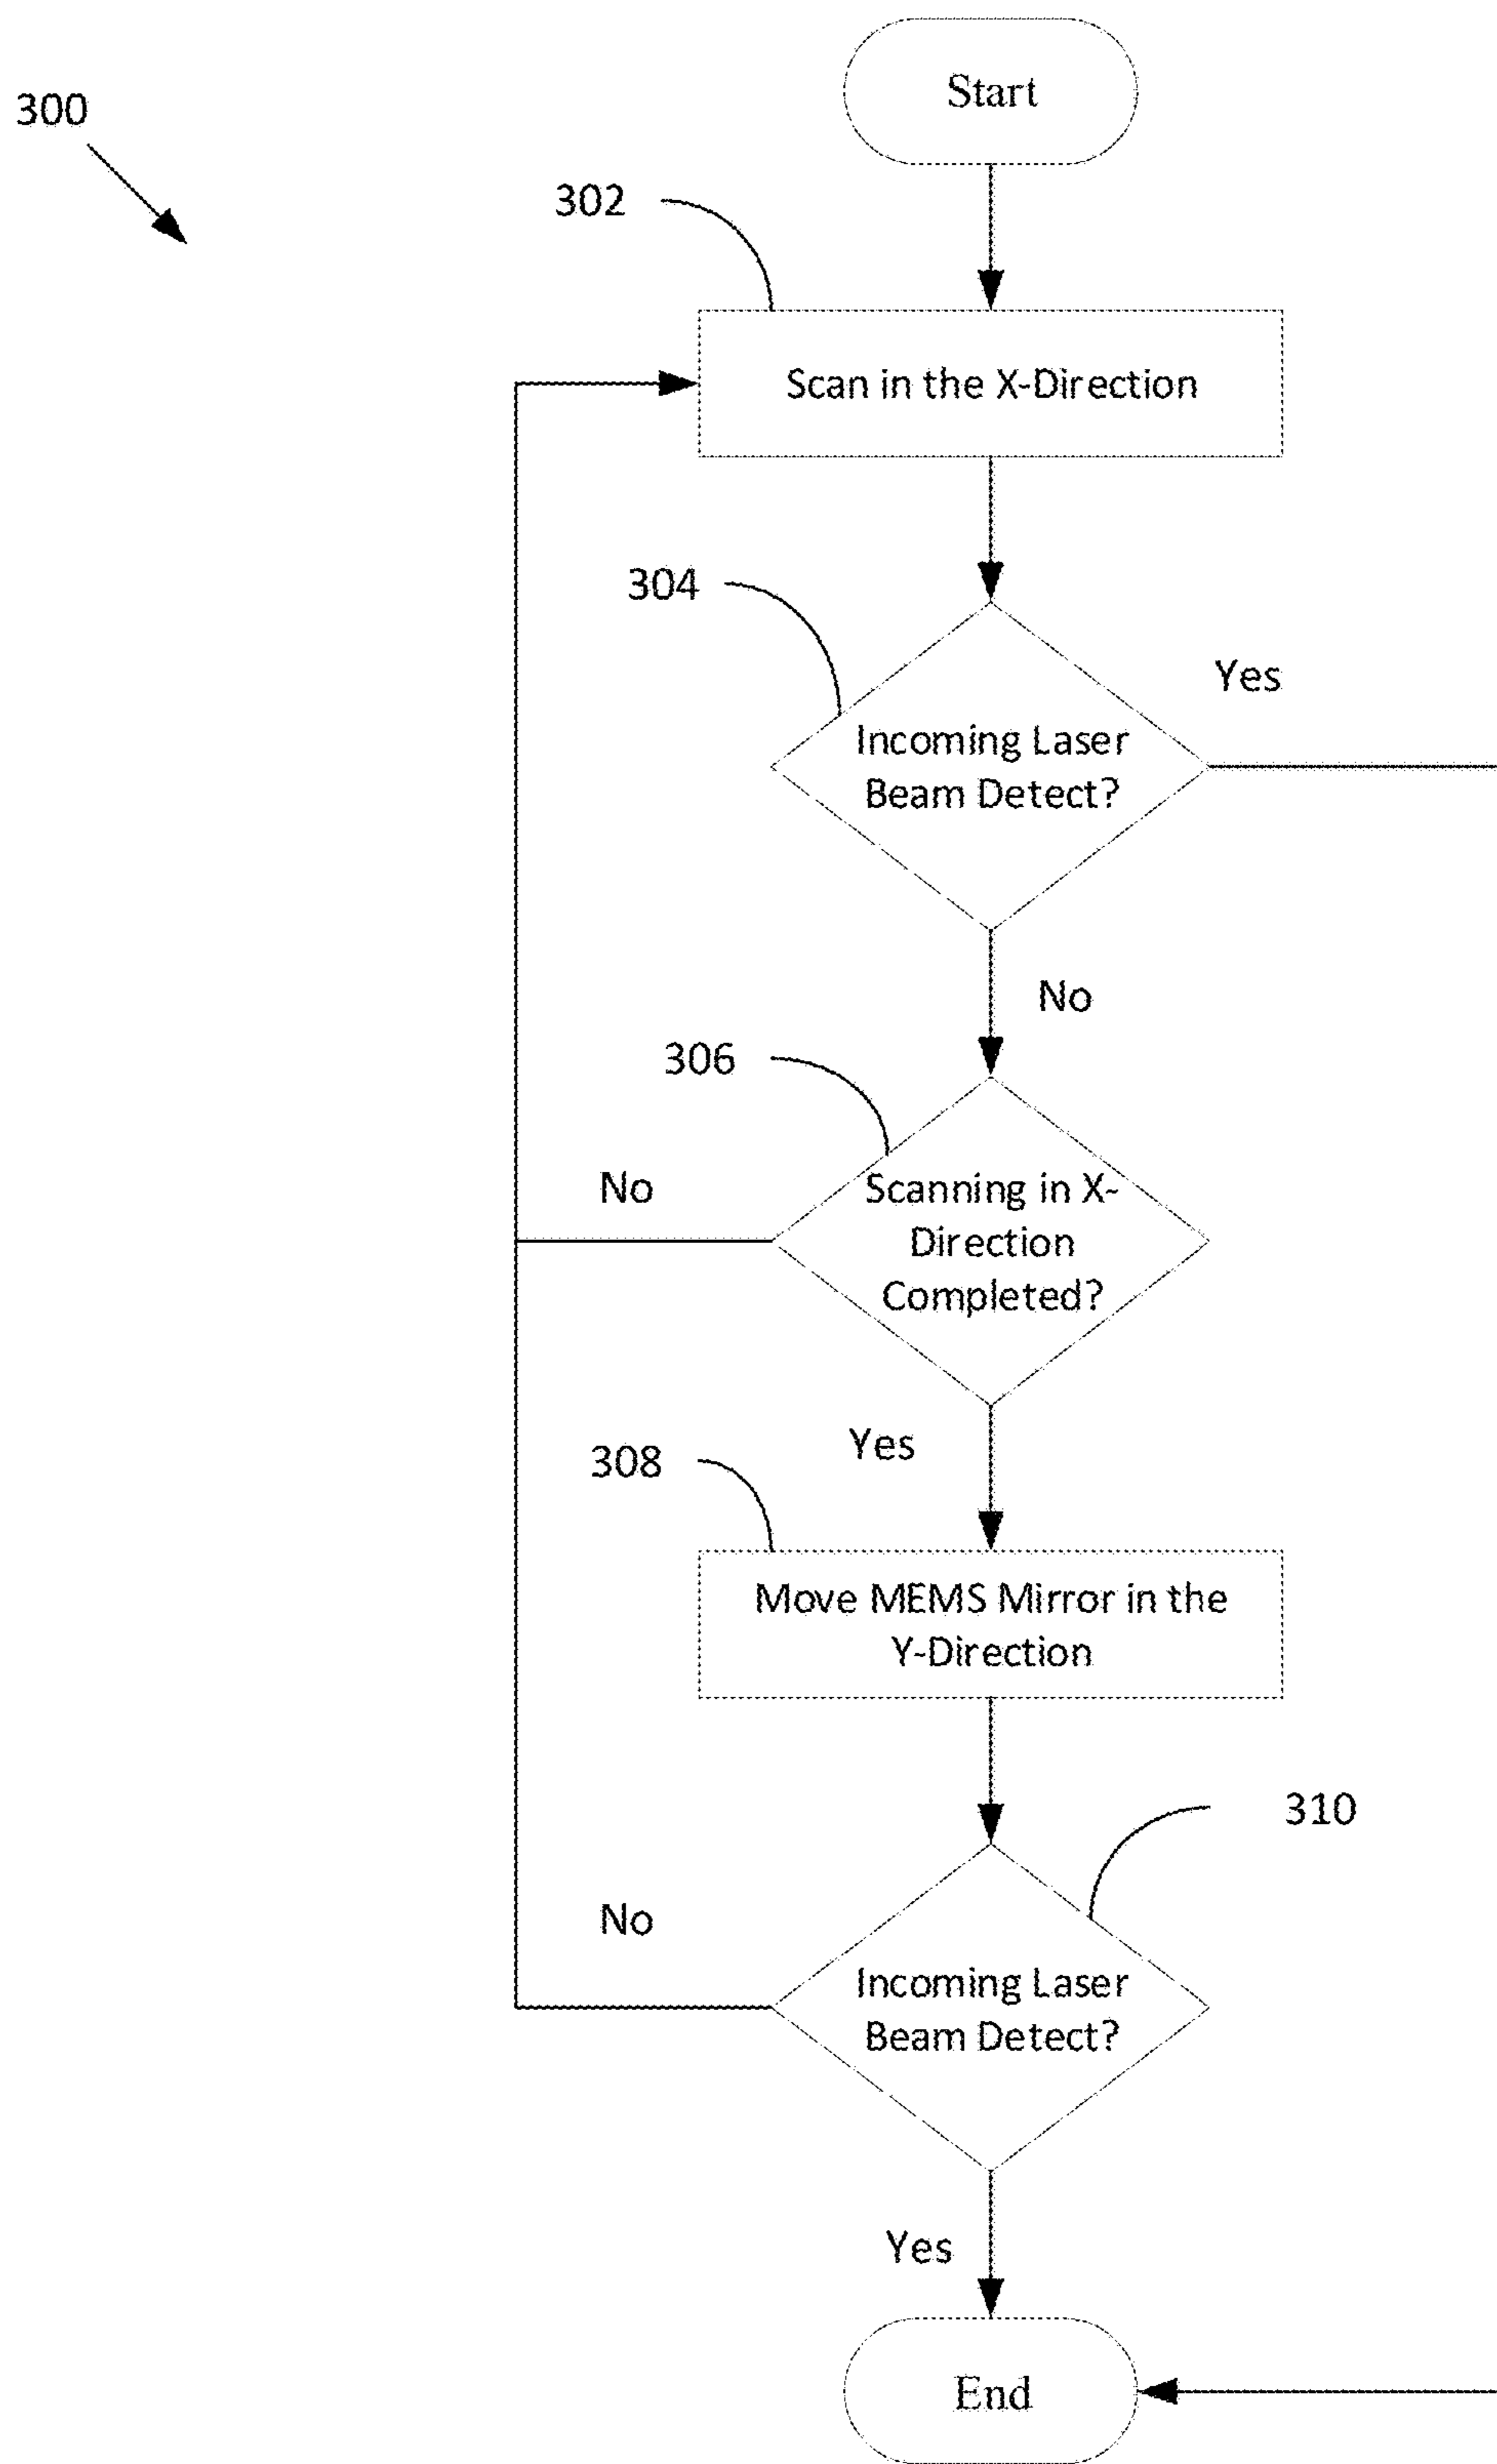 Start
300
302
Scan in the X-Direction
304
Yes
Incoming Laser
Beam Detect?
No
306
No
Scanning in X-
Direction
Completed?
Yes
308
Move MEMS Mirror in the
Y-Direction
310
No
Incoming Laser
Beam Detect?
Yes
End